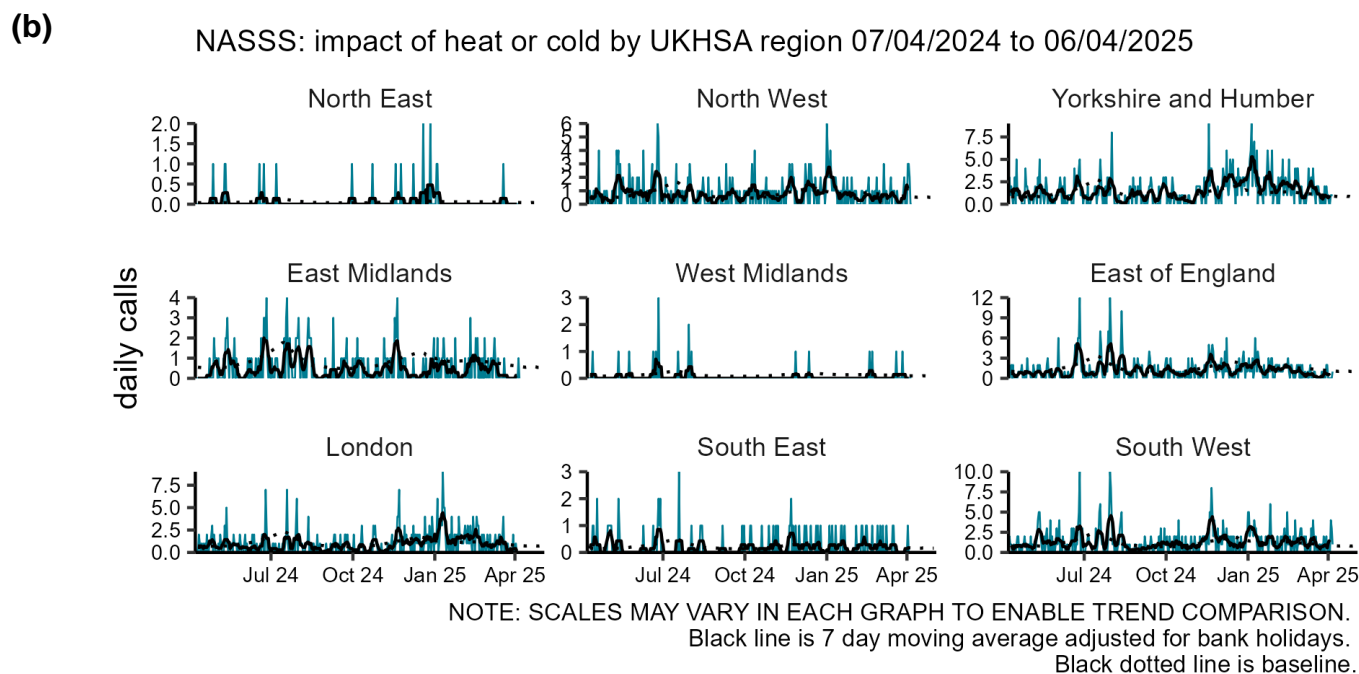 (b)
NASSS: impact of heat or cold by UKHSA region 07/04/2024 to 06/04/2025
daily calls
North East
2.0
1.5
1.0
0.5
0.0
North West
6
5
4
3
2
1
0
Yorkshire and Humber
7.5
5.0
2.5
0.0
East Midlands
4
3
2
1
0
West Midlands
3
2
1
0
East of England
12
9
6
3
0
London
7.5
5.0
2.5
0.0
Jul 24 Oct 24 Jan 25 Apr 25
South East
3
2
1
0
Jul 24 Oct 24 Jan 25 Apr 25
South West
10.0
7.5
5.0
2.5
0.0
Jul 24 Oct 24 Jan 25 Apr 25
NOTE: SCALES MAY VARY IN EACH GRAPH TO ENABLE TREND COMPARISON.
Black line is 7 day moving average adjusted for bank holidays.
Black dotted line is baseline.